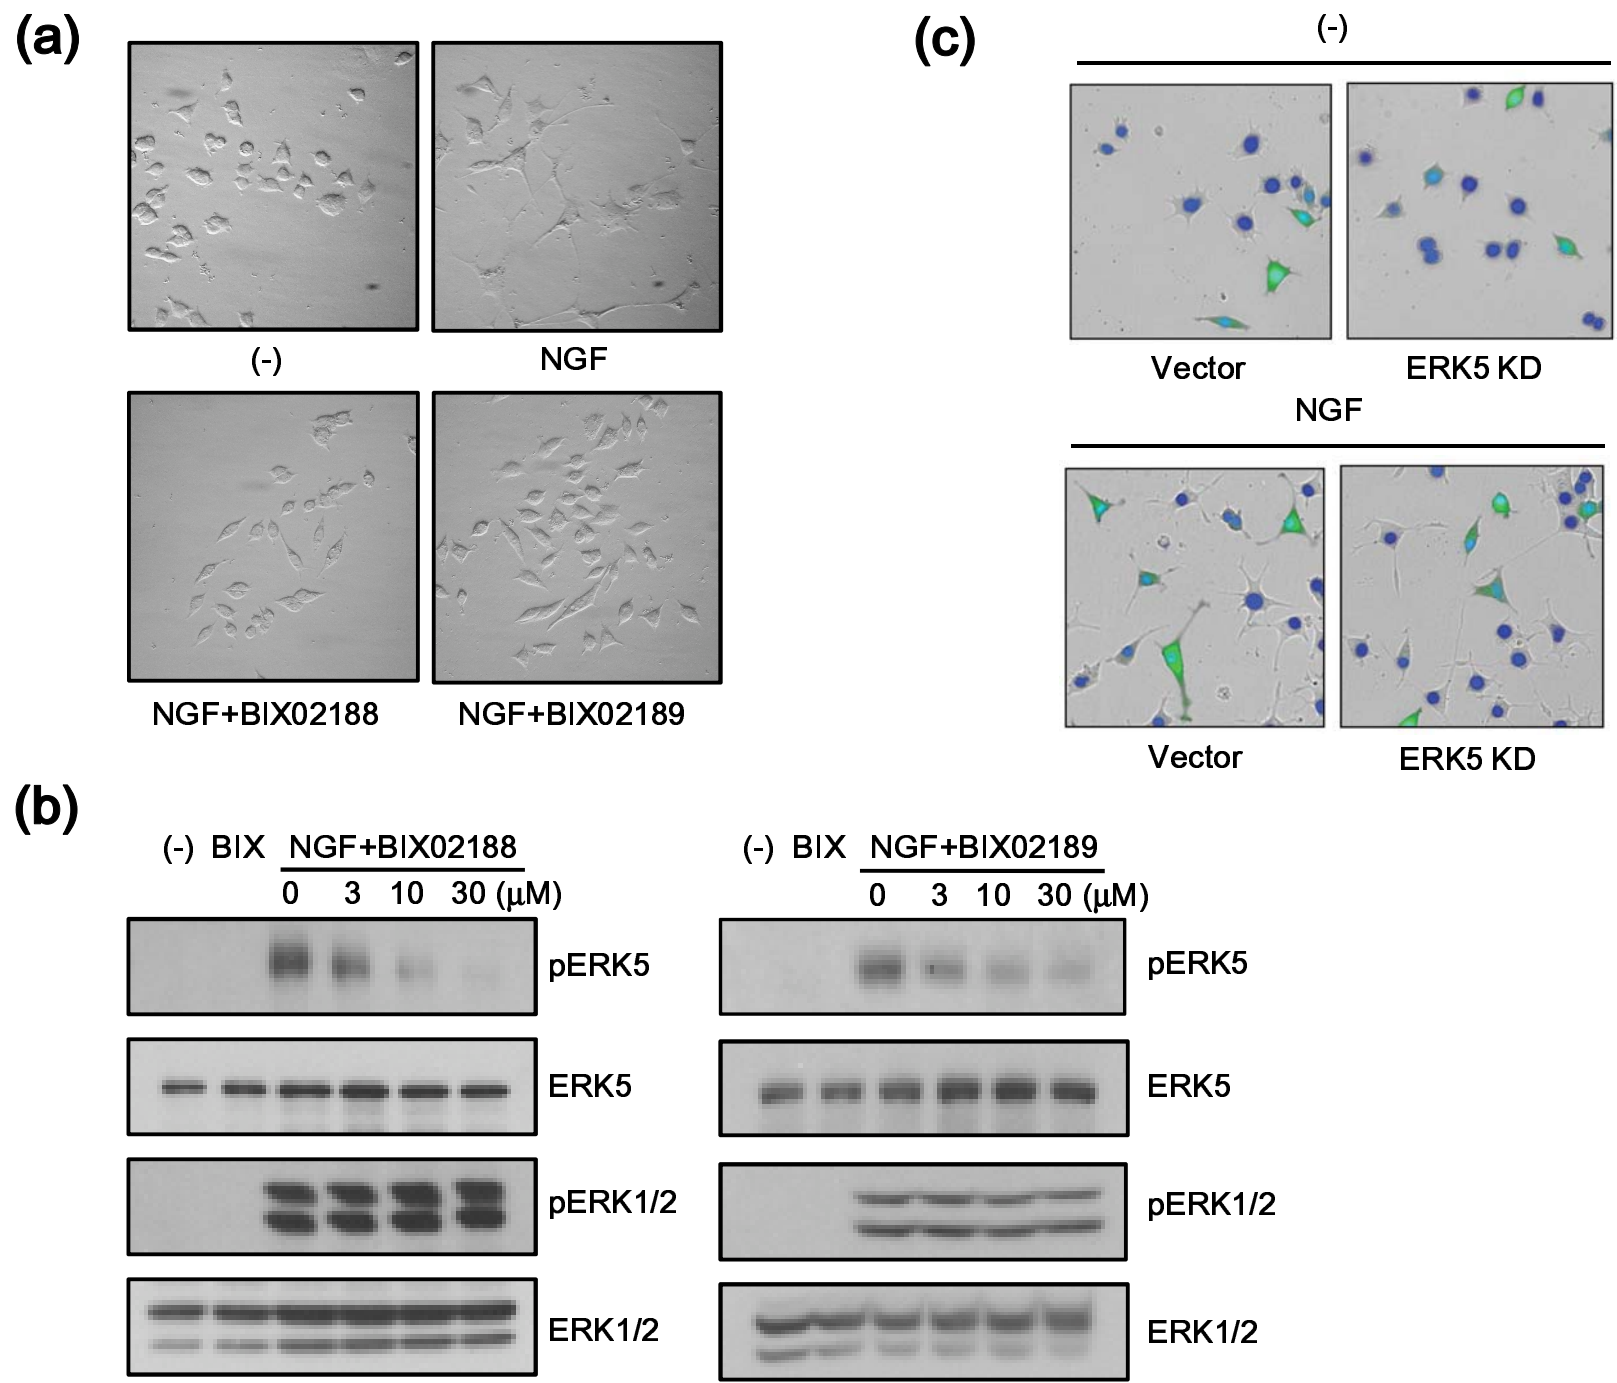 (a)
(-)
NGF
NGF+BIX02188
NGF+BIX02189
(c)
(-)
Vector
ERK5 KD
NGF
Vector
ERK5 KD
(b)
(-) BIX NGF+BIX02188
0 3 10 30 (μM)
pERK5
ERK5
pERK1/2
ERK1/2
(-) BIX NGF+BIX02189
0 3 10 30 (μM)
pERK5
ERK5
pERK1/2
ERK1/2